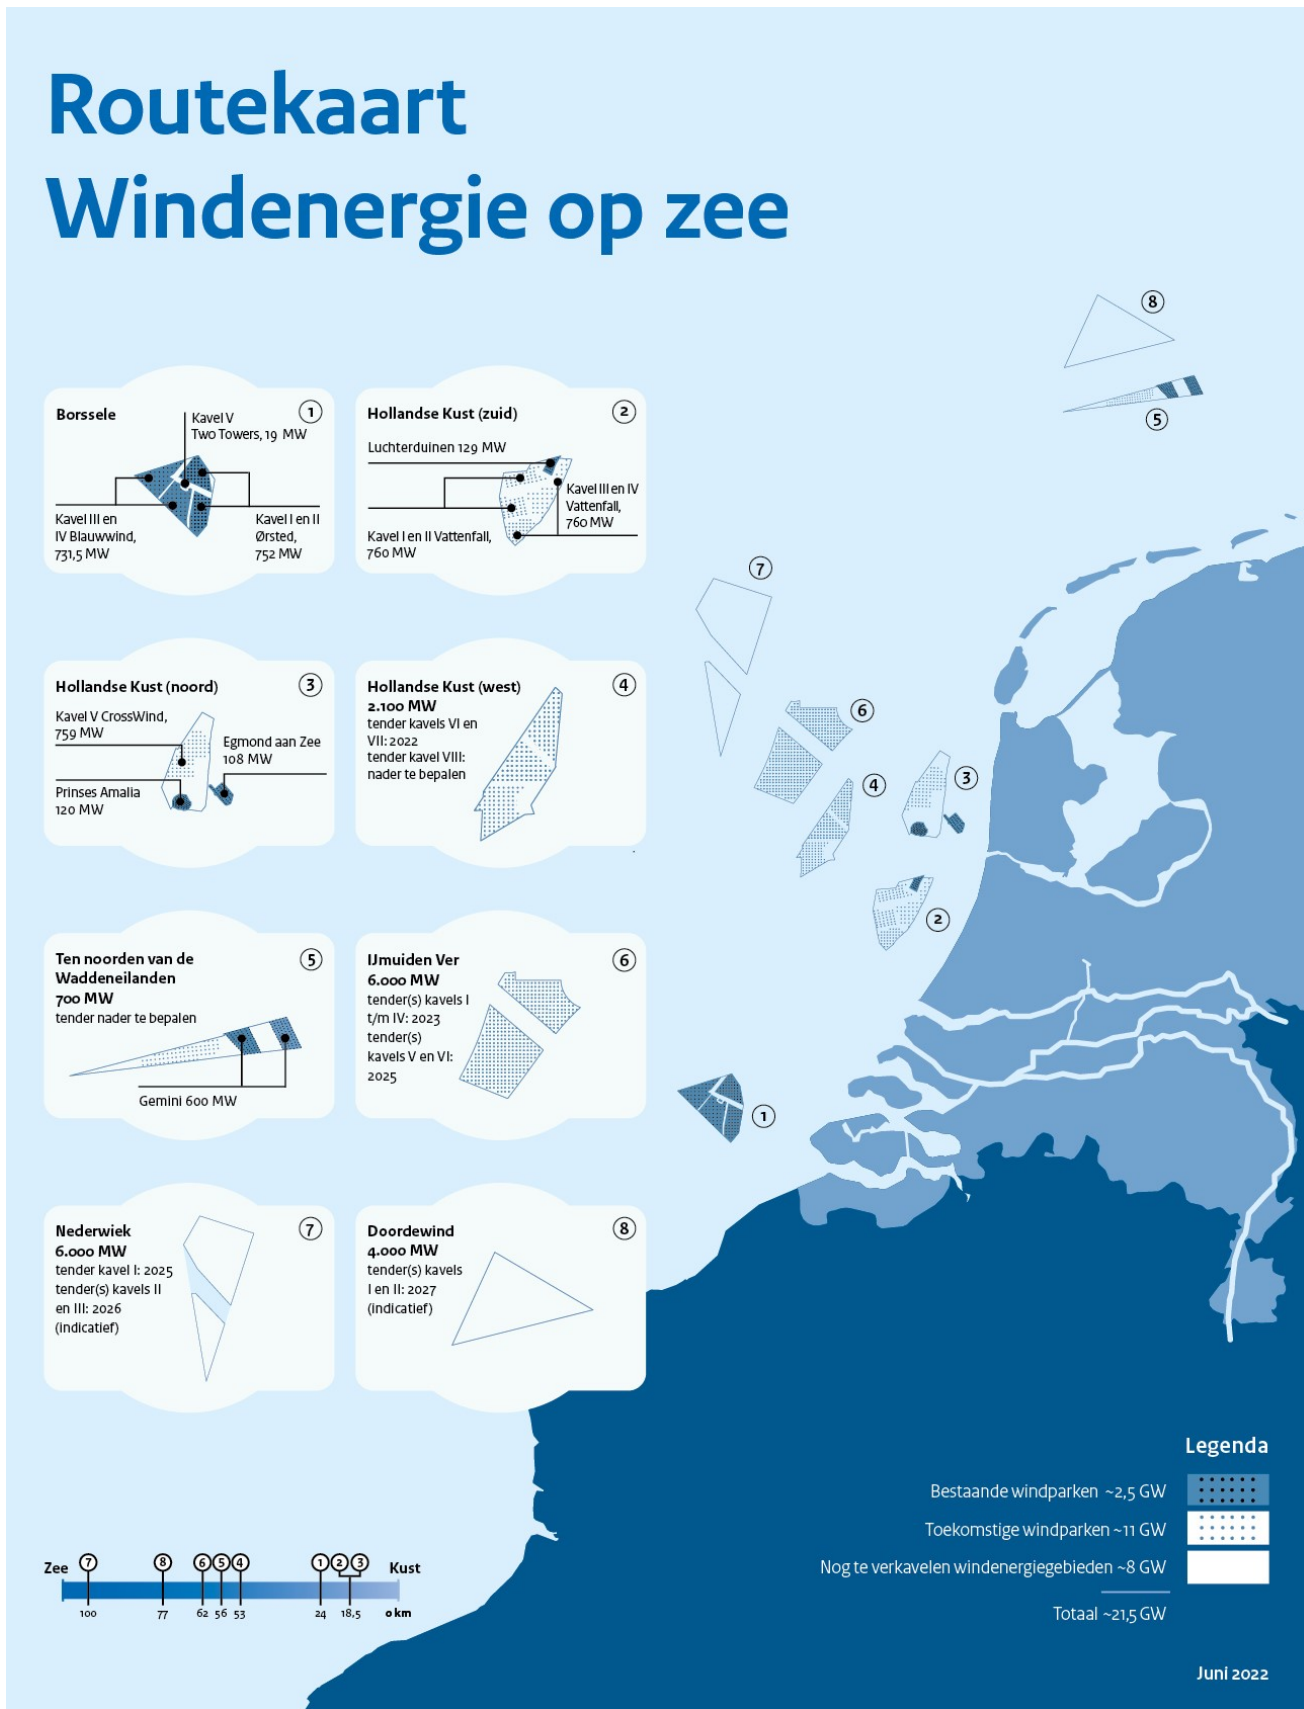 Routekaart
Windenergie op zee
8
5
7
6
4
3
2
1
Borssele
1
Kavel V
Two Towers, 19 MW
Kavel III en
IV Blauwwind,
731,5 MW
Kavel I en II
Ørsted,
752 MW
Hollandse Kust (zuid)
2
Luchterduinen 129 MW
Kavel III en IV
Vattenfall,
760 MW
Kavel I en II Vattenfall,
760 MW
Hollandse Kust (noord)
3
Kavel V CrossWind,
759 MW
Egmond aan Zee
108 MW
Prinses Amalia
120 MW
Hollandse Kust (west)
4
2.100 MW
tender kavels VI en
VII: 2022
tender kavel VIII:
nader te bepalen
Ten noorden van de
Waddeneilanden
5
700 MW
tender nader te bepalen
Gemini 600 MW
IJmuiden Ver
6
6.000 MW
tender(s) kavels I
t/m IV: 2023
tender(s)
kavels V en VI:
2025
Nederwiek
7
6.000 MW
tender kavel I: 2025
tender(s) kavels II
en III: 2026
(indicatief)
Doordewind
8
4.000 MW
tender(s) kavels
I en II: 2027
(indicatief)
Legenda
Bestaande windparken ~2,5 GW
Toekomstige windparken ~11 GW
Nog te verkavelen windenergiegebieden ~8 GW
Totaal ~21,5 GW
Zee 7 8 6 5 4 1 2 3 Kust
100 77 62 56 53 24 18,5 0 km
Juni 2022